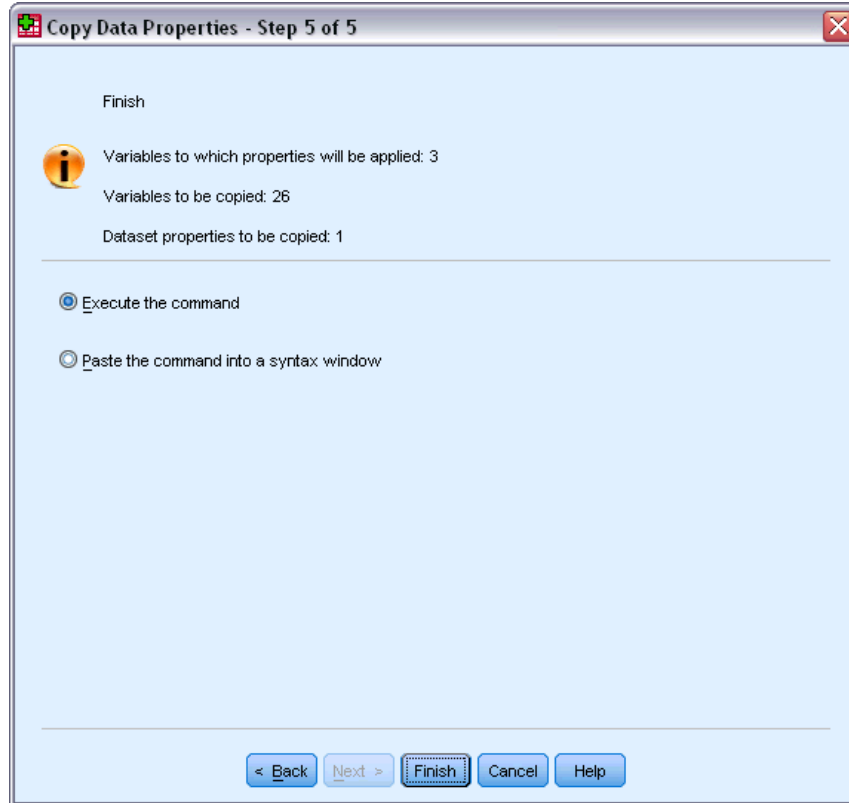 Copy Data Properties - Step 5 of 5
Finish
Variables to which properties will be applied: 3
Variables to be copied: 26
Dataset properties to be copied: 1
Execute the command
Paste the command into a syntax window
< Back Next > Finish Cancel Help